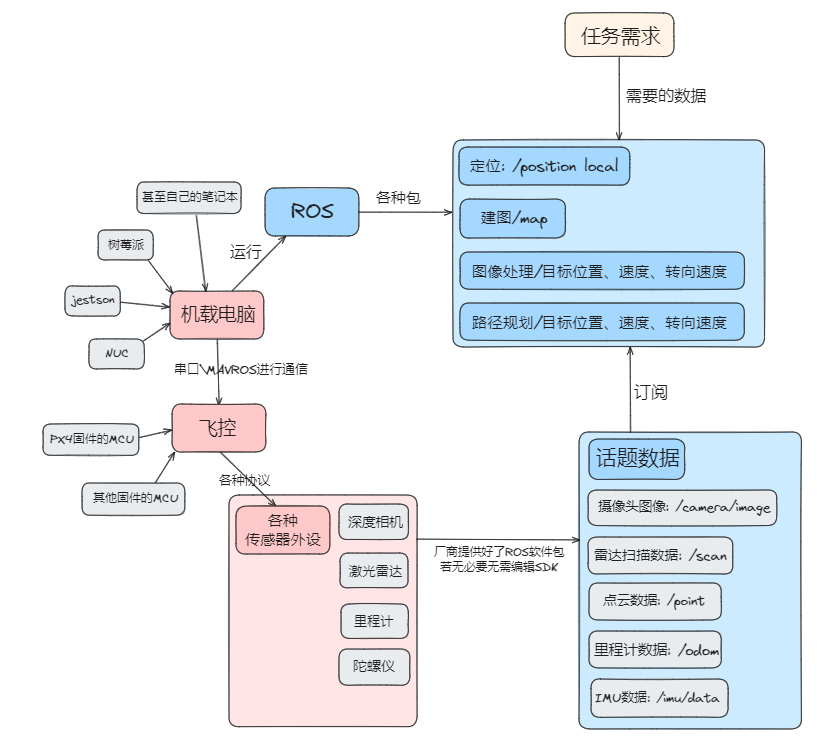 任务需求
需要的数据
定位: /position local
建图/map
图像处理/目标位置、速度、转向速度
路径规划/目标位置、速度、转向速度
甚至自己的笔记本
ROS
各种包
树莓派
运行
jestson
机载电脑
NUC
串口\MAVROS进行通信
订阅
飞控
PX4固件的MCU
其他固件的MCU
各种协议
各种
传感器外设
深度相机
激光雷达
里程计
陀螺仪
厂商提供好了ROS软件包
若无必要无需编辑SDK
话题数据
摄像头图像: /camera/image
雷达扫描数据: /scan
点云数据: /point
里程计数据: /odom
IMU数据: /imu/data